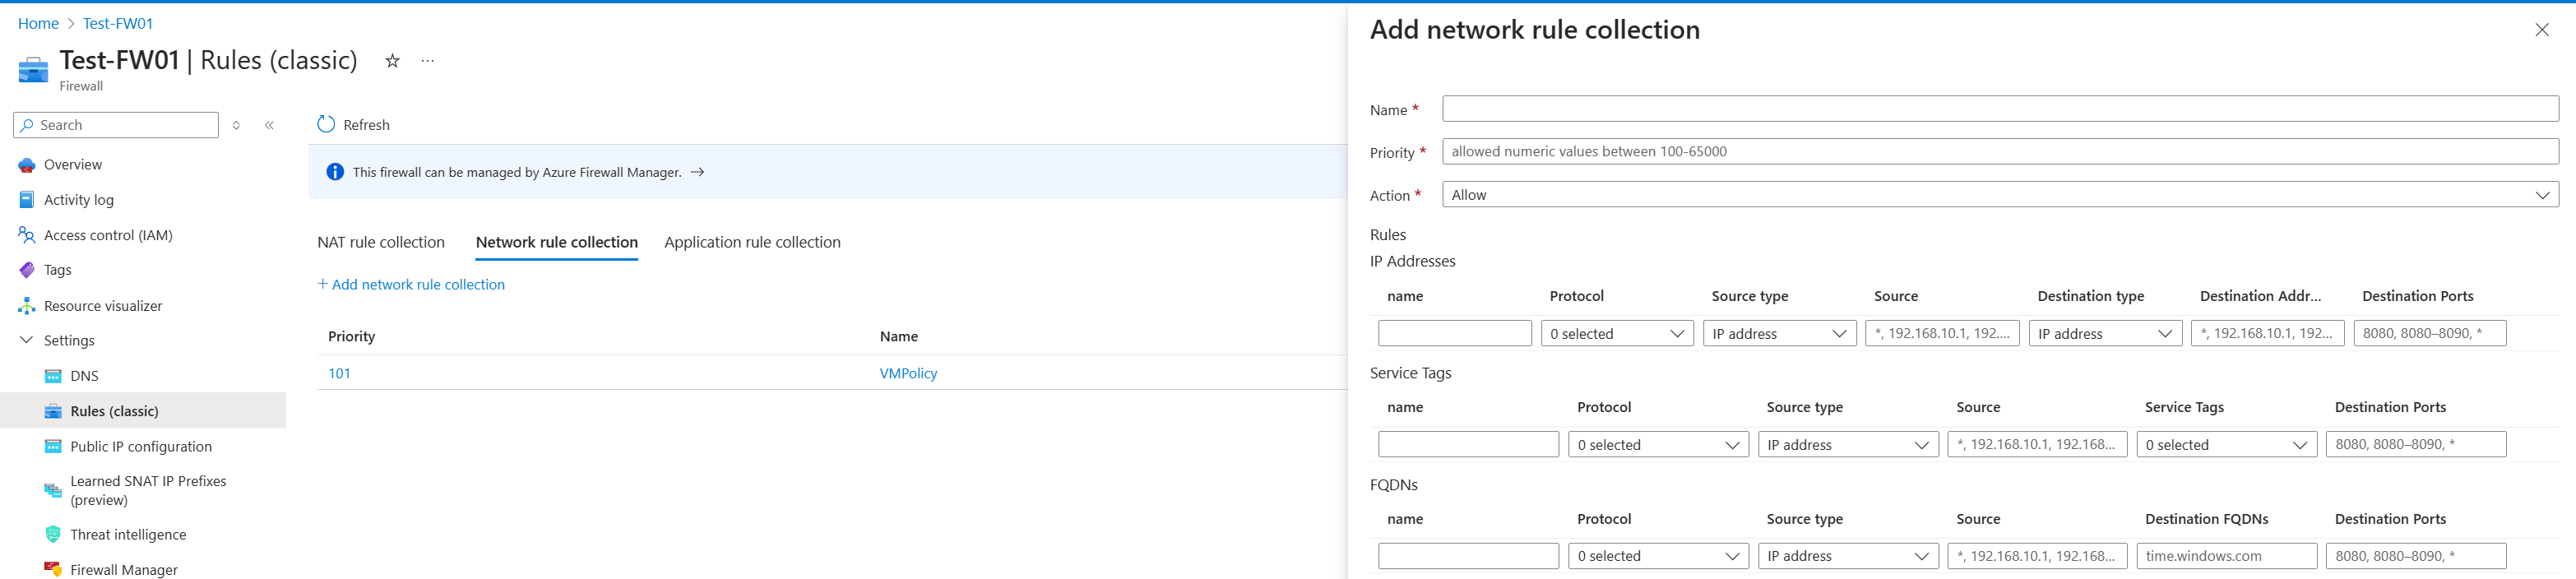 Home > Test-FW01
Test-FW01 | Rules (classic) ...
Firewall
Search
Overview
Activity log
Access control (IAM)
Tags
Resource visualizer
Settings
DNS
Rules (classic)
Public IP configuration
Learned SNAT IP Prefixes
(preview)
Threat intelligence
Firewall Manager
Refresh
This firewall can be managed by Azure Firewall Manager. →
NAT rule collection Network rule collection Application rule collection
+ Add network rule collection
Priority Name
101 VMPolicy
Add network rule collection
Name *
Priority * allowed numeric values between 100-65000
Action * Allow
Rules
IP Addresses
name Protocol Source type Source Destination type Destination Addr... Destination Ports
0 selected IP address *, 192.168.10.1, 192.... IP address *, 192.168.10.1, 192... 8080, 8080–8090, *
Service Tags
name Protocol Source type Source Service Tags Destination Ports
0 selected IP address *, 192.168.10.1, 192.168... 0 selected 8080, 8080–8090, *
FQDNs
name Protocol Source type Source Destination FQDNs Destination Ports
0 selected IP address *, 192.168.10.1, 192.168... time.windows.com 8080, 8080–8090, *